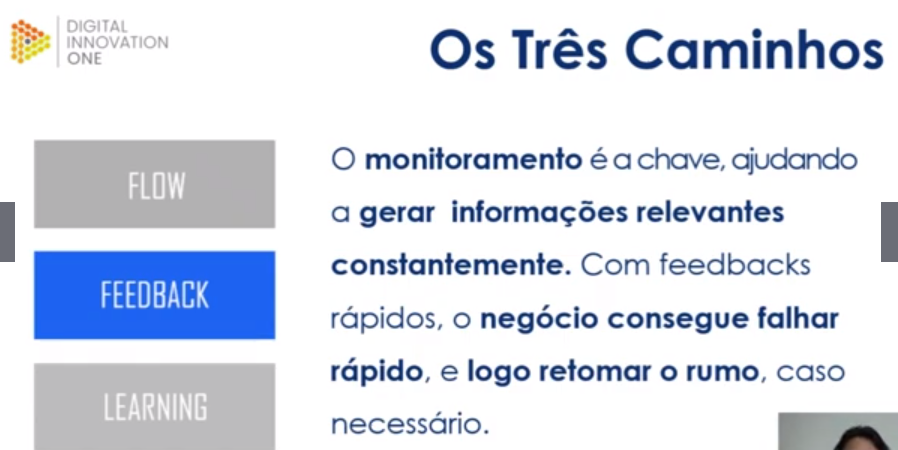 DIGITAL
INNOVATION
ONE
Os Três Caminhos
FLOW
FEEDBACK
LEARNING
O monitoramento é a chave, ajudando
a gerar informações relevantes
constantemente. Com feedbacks
rápidos, o negócio consegue falhar
rápido, e logo retomar o rumo, caso
necessário.